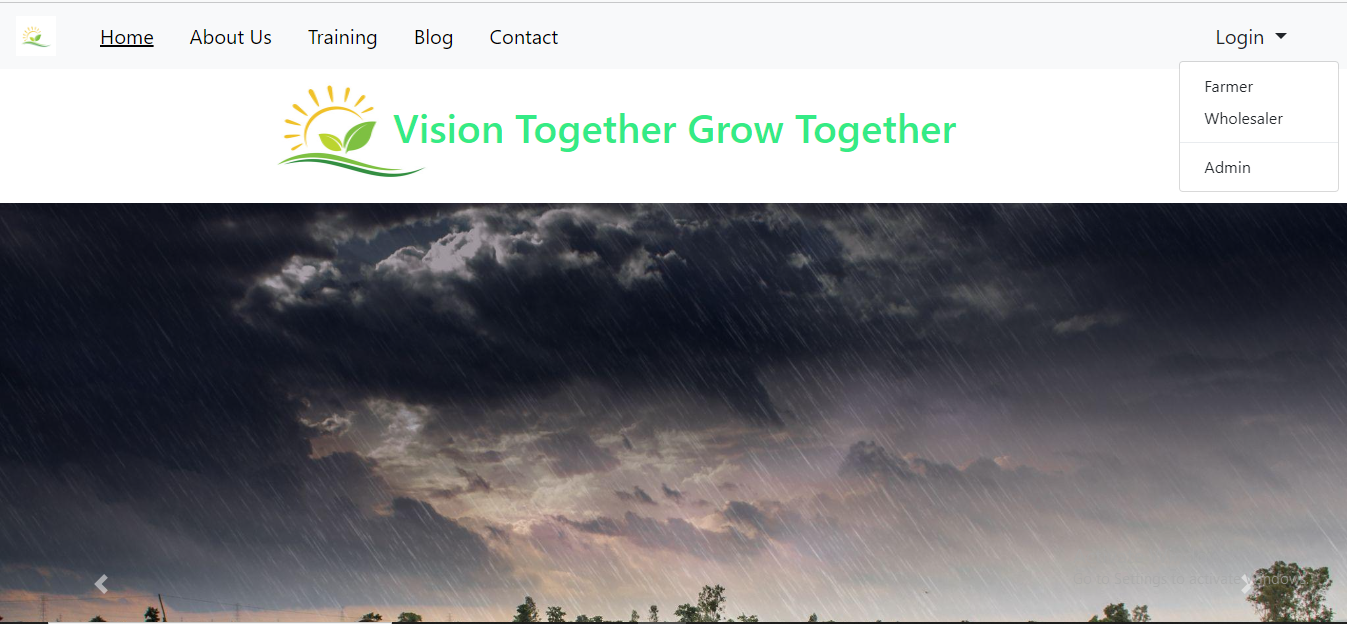 Home About Us Training Blog Contact Login
Farmer
Wholesaler
Admin
Vision Together Grow Together
Go to Settings to activate Windows.